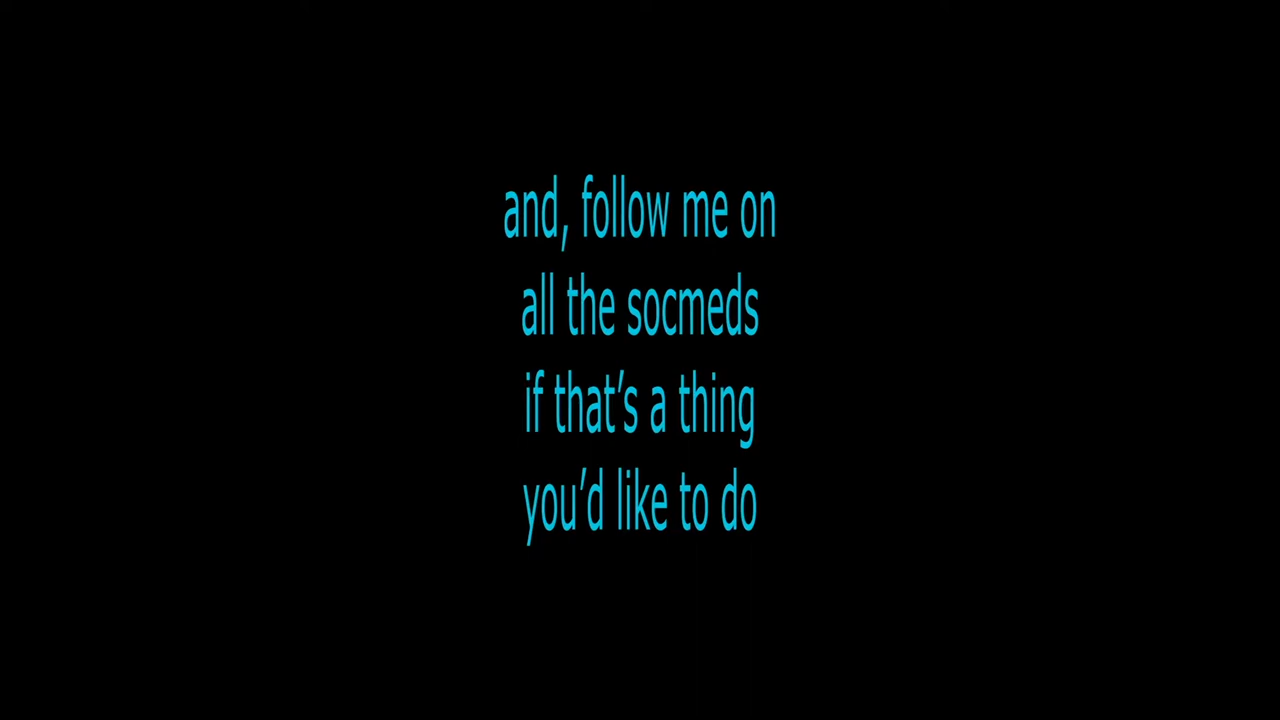 and, follow me on
all the socmeds
if that’s a thing
you’d like to do